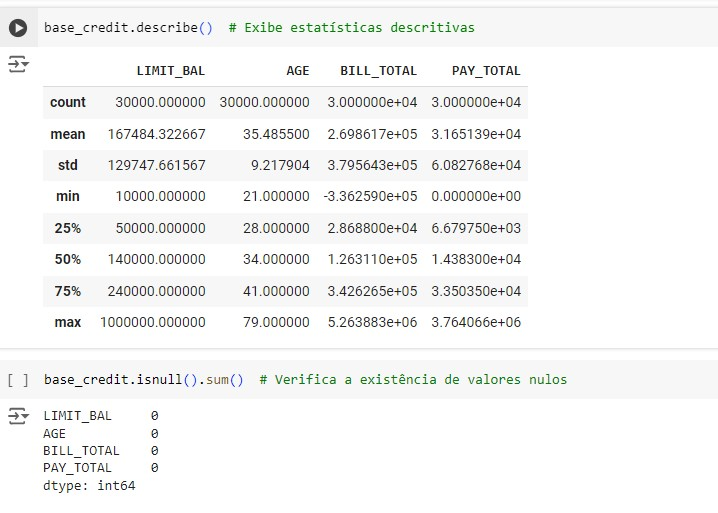 base_credit.describe()  # Exibe estatísticas descritivas
LIMIT_BAL AGE BILL_TOTAL PAY_TOTAL
count 30000.000000 30000.000000 3.000000e+04 3.000000e+04
mean 167484.322667 35.485500 2.698617e+05 3.165139e+04
std 129747.661567 9.217904 3.795643e+05 6.082768e+04
min 10000.000000 21.000000 -3.362590e+05 0.000000e+00
25% 50000.000000 28.000000 2.868800e+04 6.679750e+03
50% 140000.000000 34.000000 1.263110e+05 1.438300e+04
75% 240000.000000 41.000000 3.426265e+05 3.350350e+04
max 1000000.000000 79.000000 5.263883e+06 3.764066e+06
[ ] base_credit.isnull().sum()  # Verifica a existência de valores nulos
LIMIT_BAL 0
AGE 0
BILL_TOTAL 0
PAY_TOTAL 0
dtype: int64